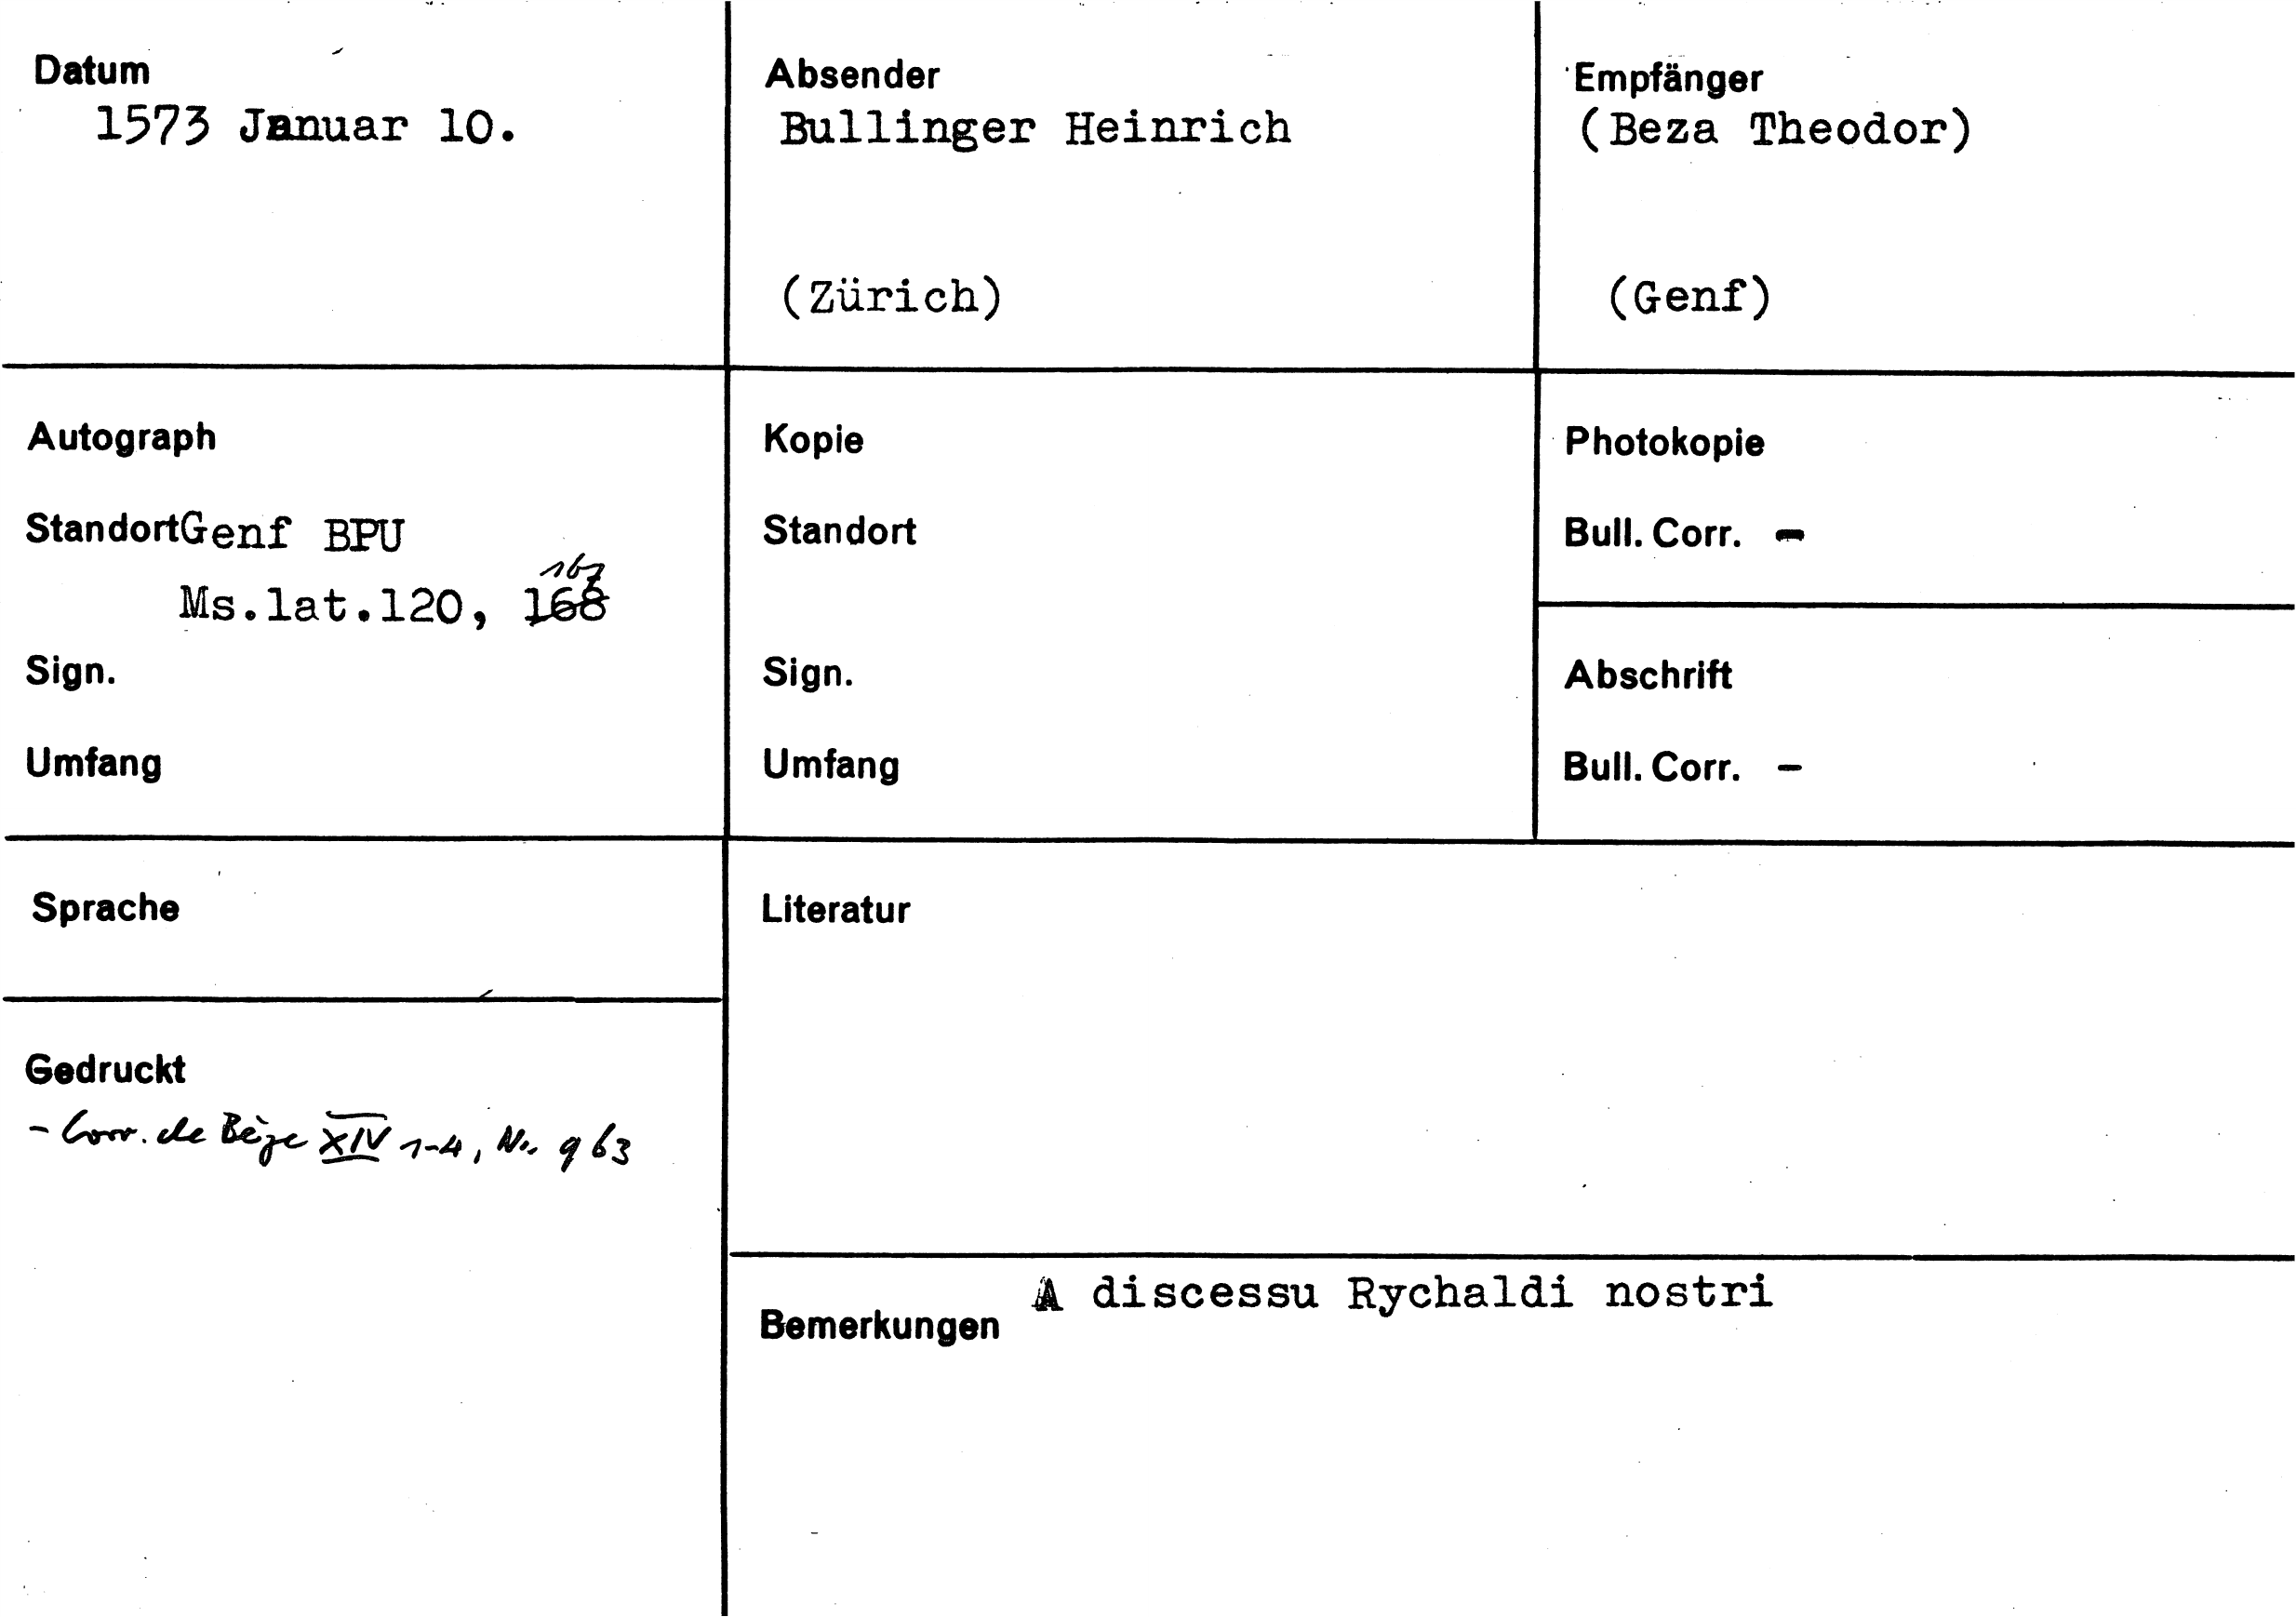 Datum
1573 Januar 10.
Absender
Bullinger Heinrich
(Zürich)
Empfänger
(Beza Theodor)
(Genf)
Autograph
Standort Genf BPU
167
Ms.lat.120, 168
Sign.
Umfang
Kopie
Standort
Sign.
Umfang
Photokopie
Bull. Corr. -
Abschrift
Bull. Corr. -
Sprache
Gedruckt
- Corr. de Bèze XIV 1-4, No. 963
Literatur
A discessu Rychaldi nostri
Bemerkungen